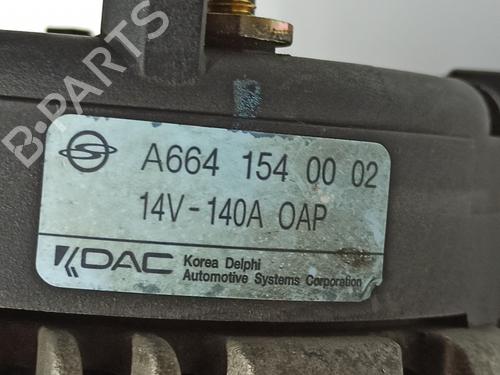 B-PARTS
A664 154 00 02
14V-140A OAP
KDAC Korea Delphi
Automotive Systems Corporation